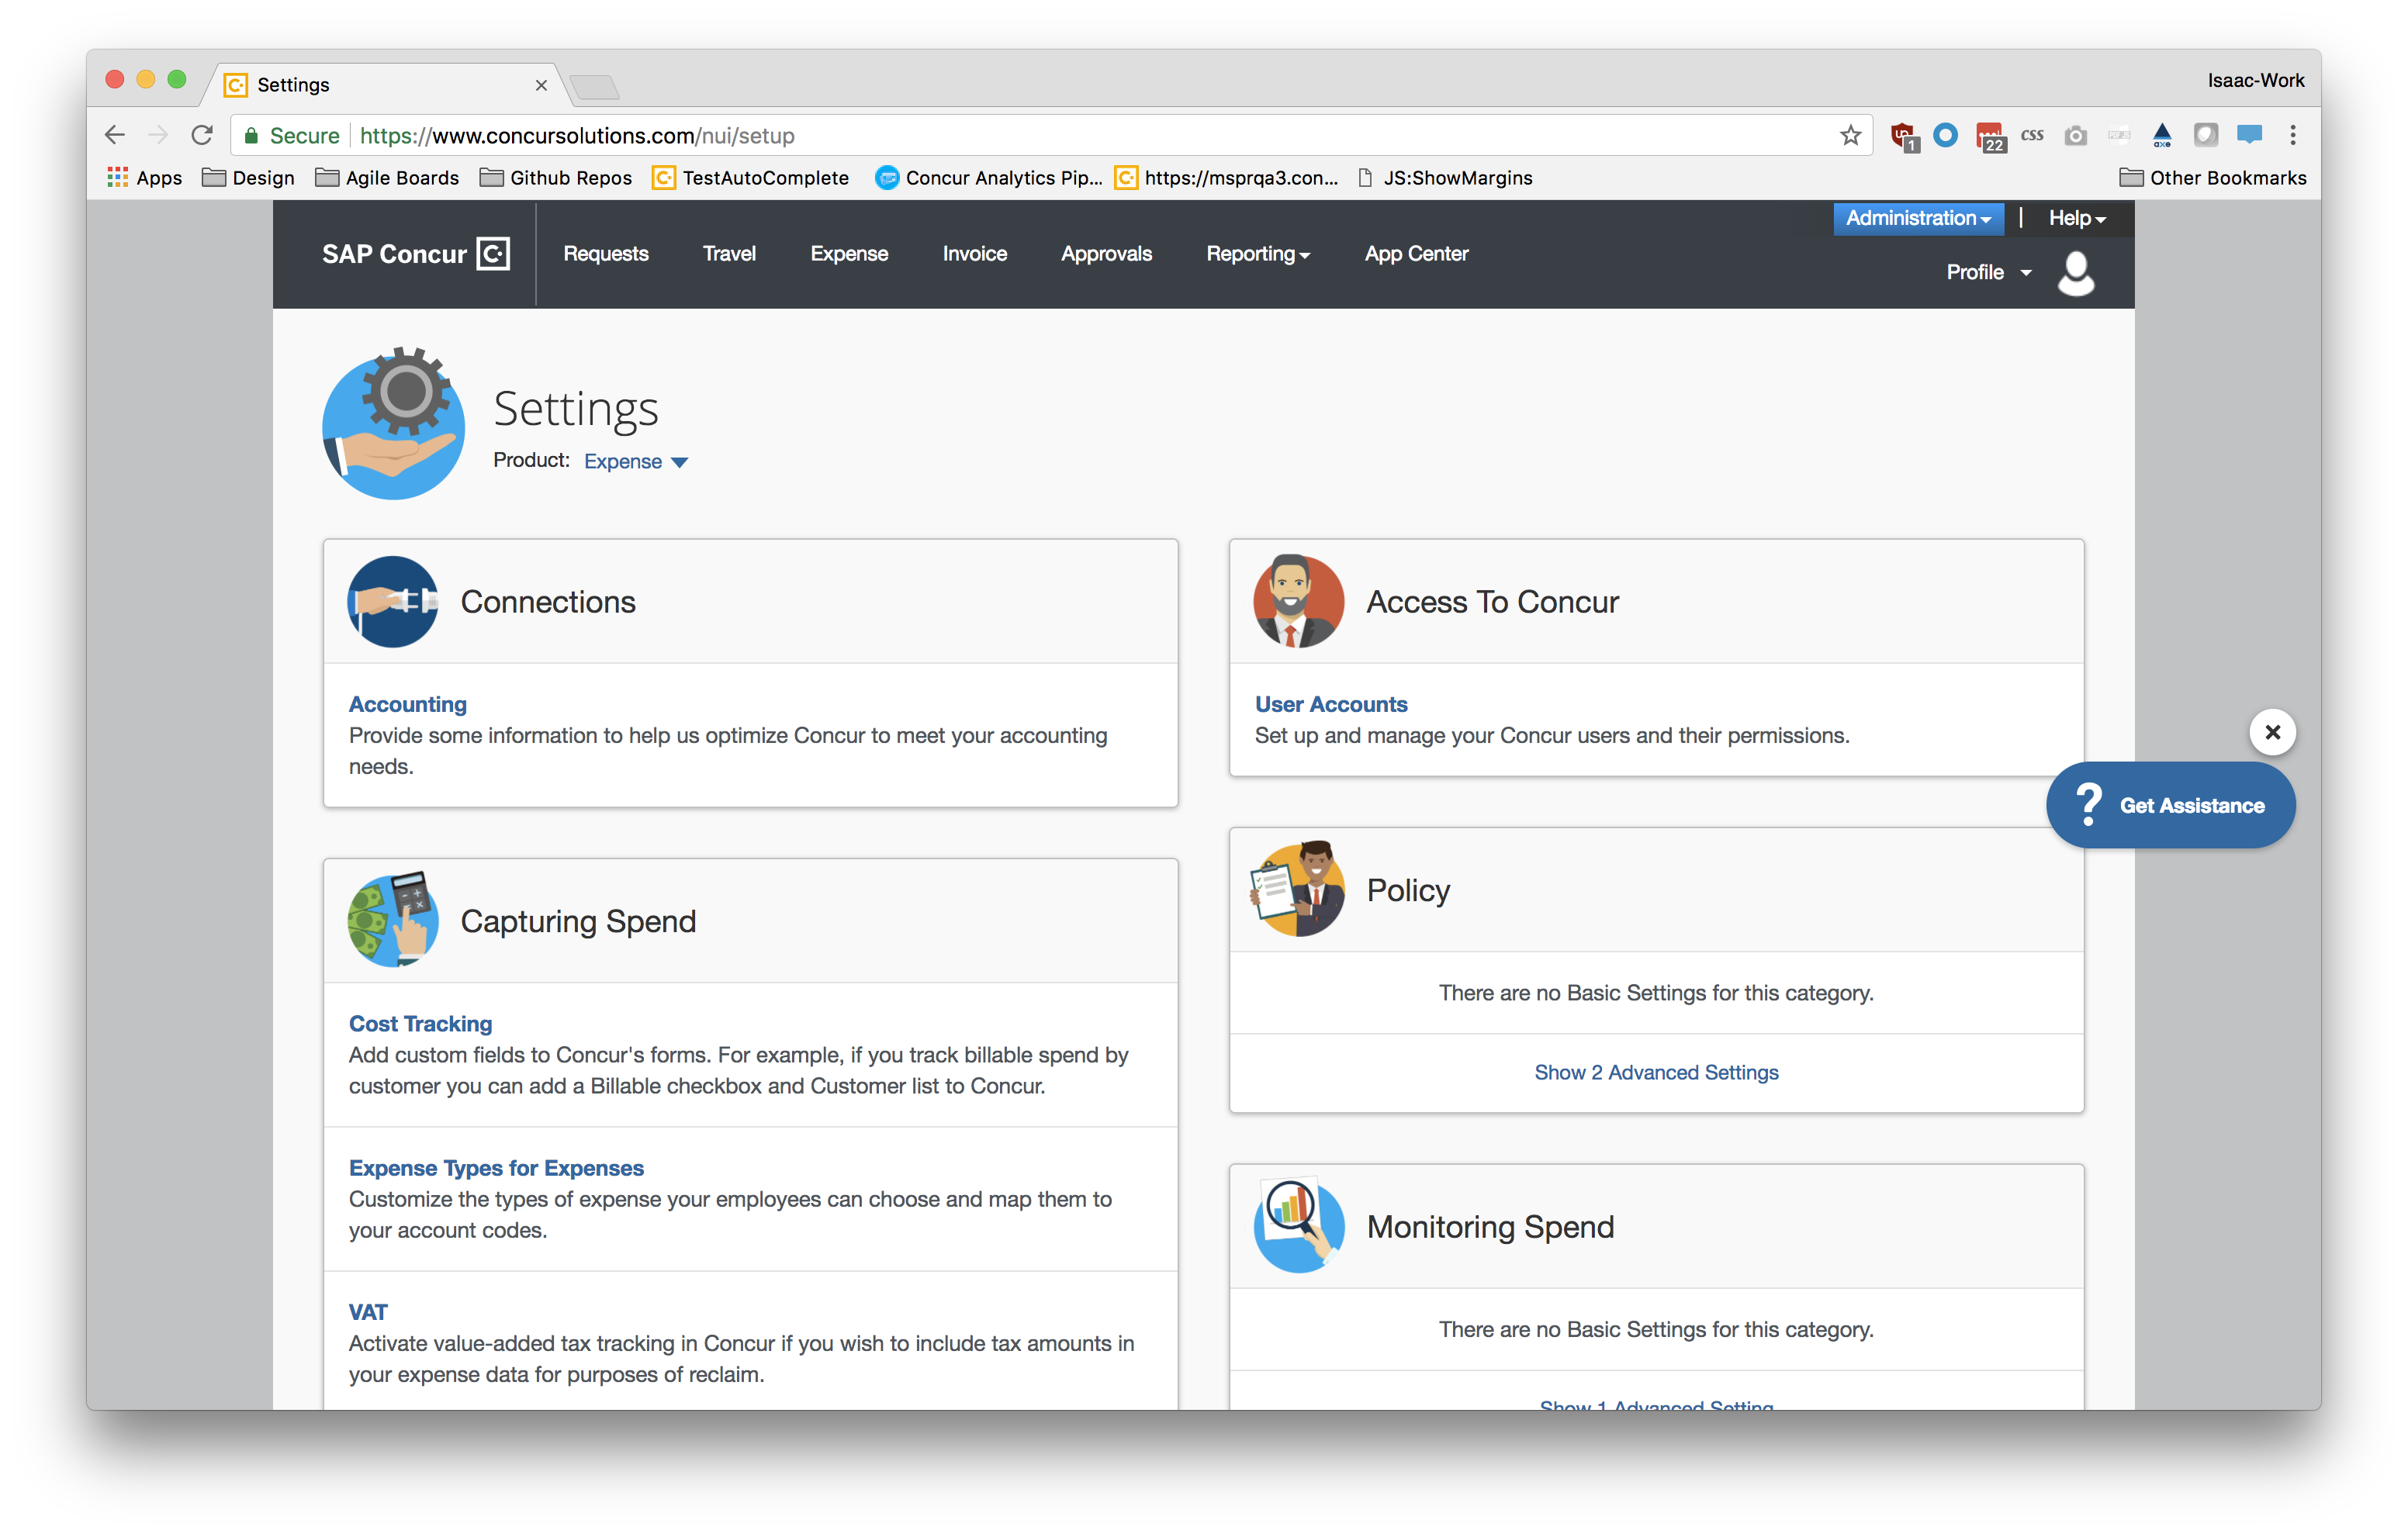 Settings
Isaac-Work
Secure https://www.concursolutions.com/nui/setup
1
22
css
axe
Apps Design Agile Boards Github Repos TestAutoComplete Concur Analytics Pip... https://msprqa3.con... JS:ShowMargins Other Bookmarks
Administration | Help
SAP Concur C Requests Travel Expense Invoice Approvals Reporting App Center
Profile
Settings
Product: Expense
Connections
Accounting
Provide some information to help us optimize Concur to meet your accounting
needs.
Capturing Spend
Cost Tracking
Add custom fields to Concur's forms. For example, if you track billable spend by
customer you can add a Billable checkbox and Customer list to Concur.
Expense Types for Expenses
Customize the types of expense your employees can choose and map them to
your account codes.
VAT
Activate value-added tax tracking in Concur if you wish to include tax amounts in
your expense data for purposes of reclaim.
Access To Concur
User Accounts
Set up and manage your Concur users and their permissions.
? Get Assistance
Policy
There are no Basic Settings for this category.
Show 2 Advanced Settings
Monitoring Spend
There are no Basic Settings for this category.
Show 1 Advanced Setting